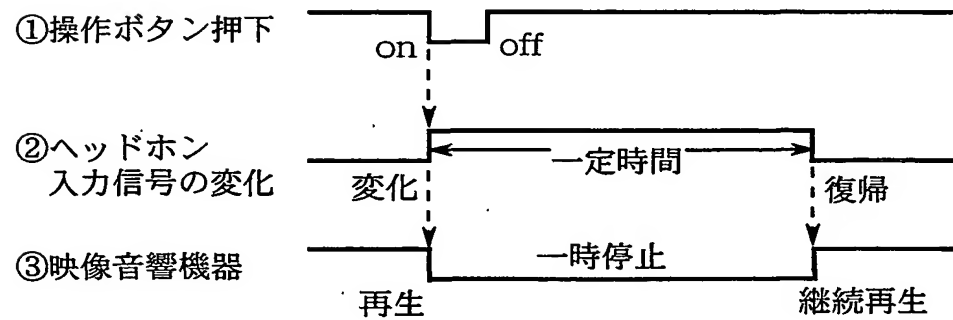 ①操作ボタン押下
on
off
②ヘッドホン
入力信号の変化
変化
一定時間
復帰
③映像音響機器
再生
一時停止
継続再生